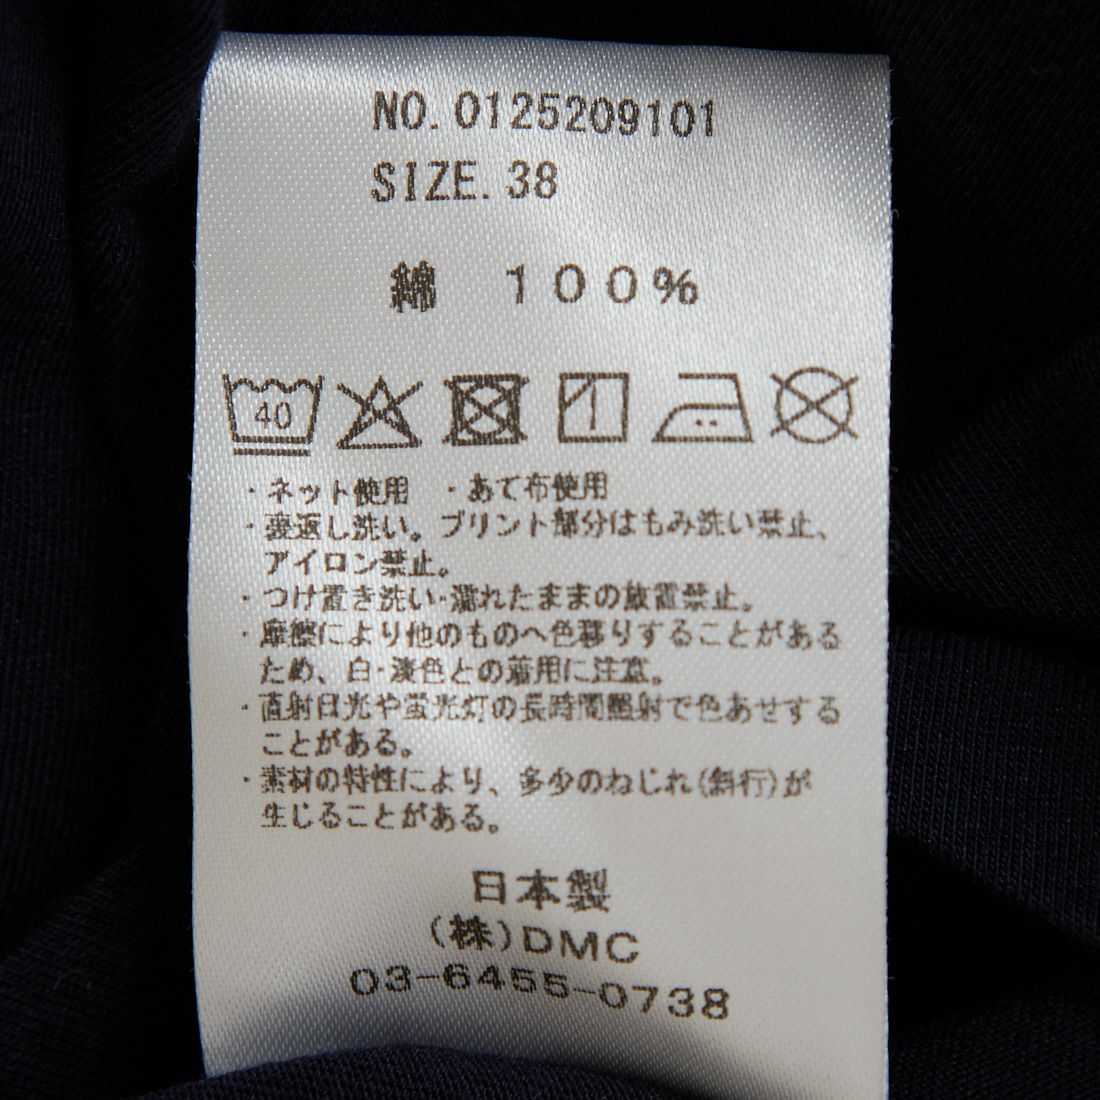 NO. 0125209101
SIZE. 38
綿 100%
40
・ネット使用 ・あて布使用
・裏返し洗い。プリント部分はもみ洗い禁止、
アイロン禁止。
・つけ置き洗い・濡れたままの放置禁止。
・摩擦により他のものへ色移りすることがある
ため、白・淡色との着用に注意。
・直射日光や蛍光灯の長時間照射で色あせする
ことがある。
・素材の特性により、多少のねじれ(斜行)が
生じることがある。
日本製
(株)DMC
03-6455-0738